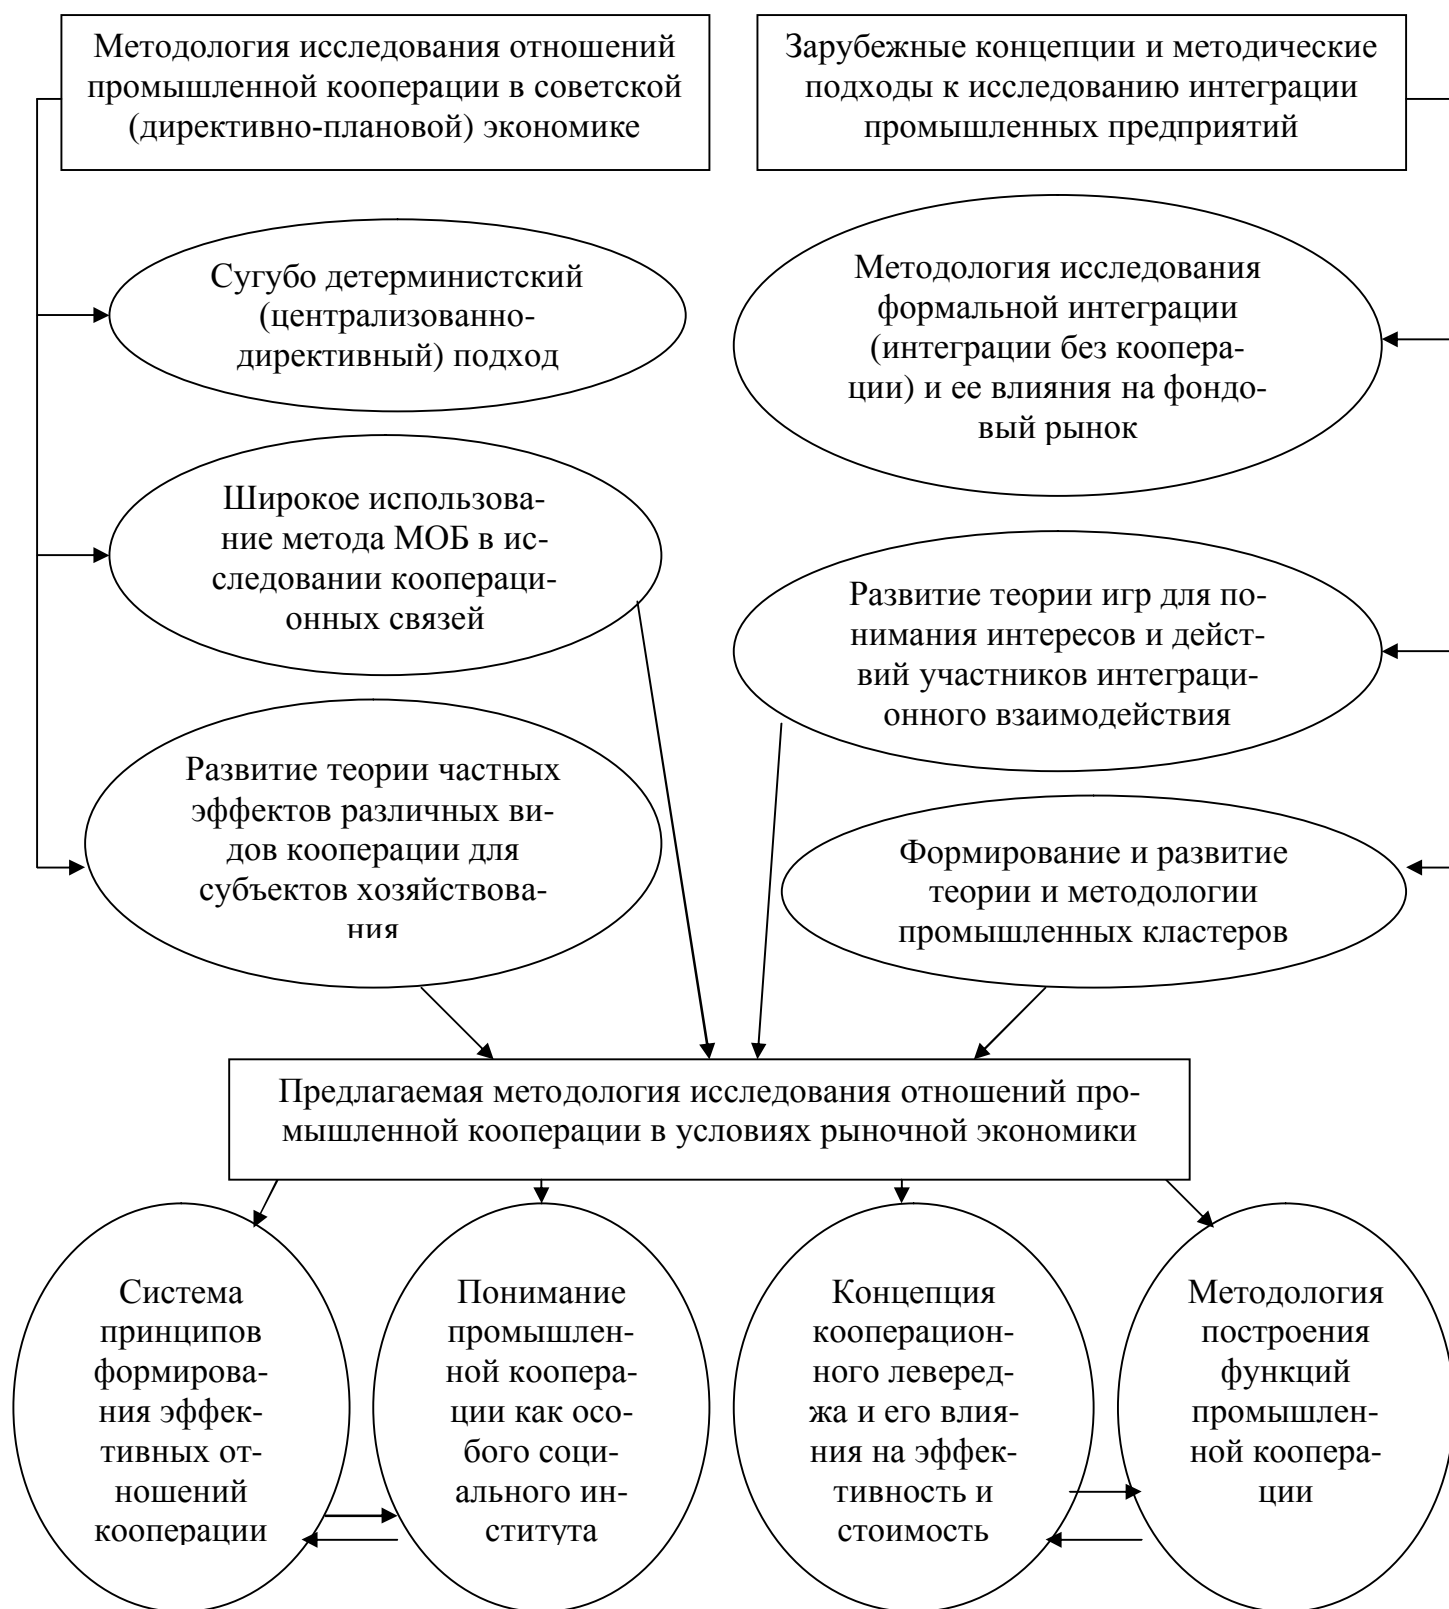 Методология исследования отношений
промышленной кооперации в советской
(директивно-плановой) экономике
Зарубежные концепции и методические
подходы к исследованию интеграции
промышленных предприятий
Сугубо детерминистский
(централизованно-
директивный) подход
Методология исследования
формальной интеграции
(интеграции без коопера-
ции) и ее влияния на фондо-
вый рынок
Широкое использова-
ние метода МОБ в ис-
следовании коопераци-
онных связей
Развитие теории игр для по-
нимания интересов и дейст-
вий участников интеграци-
онного взаимодействия
Развитие теории частных
эффектов различных ви-
дов кооперации для
субъектов хозяйствова-
ния
Формирование и развитие
теории и методологии
промышленных кластеров
Предлагаемая методология исследования отношений про-
мышленной кооперации в условиях рыночной экономики
Система
принципов
формирова-
ния эффек-
тивных от-
ношений
кооперации
Понимание
промышлен-
ной коопера-
ции как осо-
бого соци-
ального ин-
ститута
Концепция
кооперацион-
ного леверед-
жа и его влия-
ния на эффек-
тивность и
стоимость
Методология
построения
функций
промышлен-
ной коопера-
ции